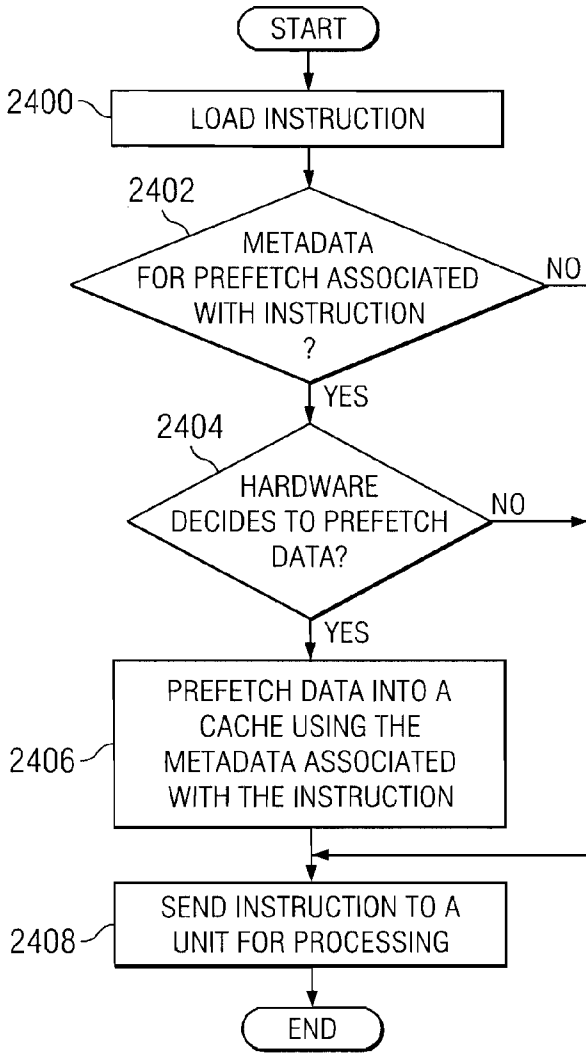 START
2400
LOAD INSTRUCTION
2402
METADATA
FOR PREFETCH ASSOCIATED
WITH INSTRUCTION
?
NO
YES
2404
HARDWARE
DECIDES TO PREFETCH
DATA?
NO
YES
2406
PREFETCH DATA INTO A
CACHE USING THE
METADATA ASSOCIATED
WITH THE INSTRUCTION
2408
SEND INSTRUCTION TO A
UNIT FOR PROCESSING
END